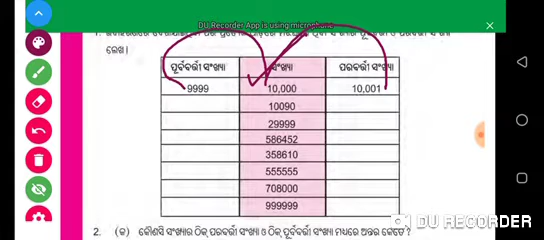 DU Recorder App is using microphone.
ଲେଖ।
ପୂର୍ବବର୍ତ୍ତୀ ସଂଖ୍ୟା ସଂଖ୍ୟା ପରବର୍ତ୍ତୀ ସଂଖ୍ୟା
9999 10,000 10,001
10090
29999
586452
358610
555555
708000
999999
DU RECORDER
2. (କ) କୌଣସି ସଂଖ୍ୟାର ଠିକ୍ ପରବର୍ତ୍ତୀ ସଂଖ୍ୟା ଓ ଠିକ୍ ପୂର୍ବବର୍ତ୍ତୀ ସଂଖ୍ୟା ମଧ୍ୟରେ ଅନ୍ତର କେତେ ?